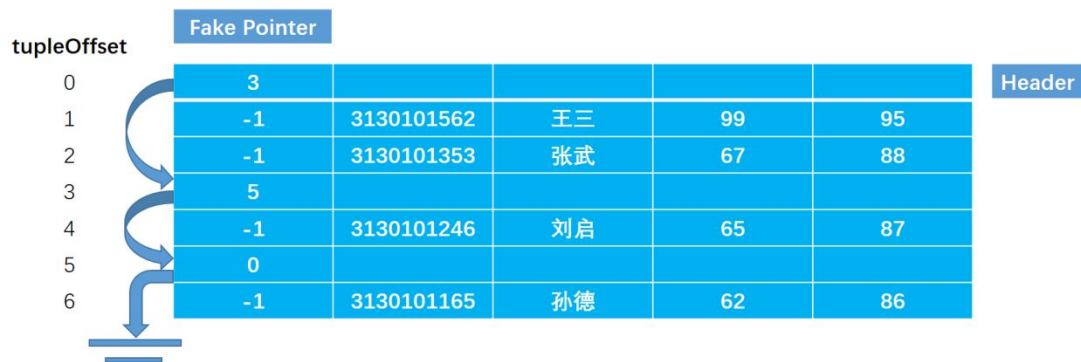 Fake Pointer
tupleOffset
0 3 Header
1 -1 3130101562 王三 99 95
2 -1 3130101353 张武 67 88
3 5
4 -1 3130101246 刘启 65 87
5 0
6 -1 3130101165 孙德 62 86